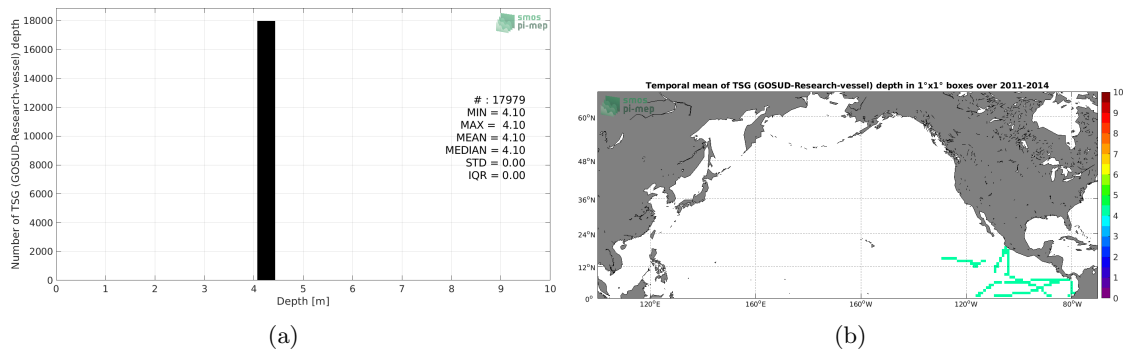 18000
16000
14000
12000
10000
8000
6000
4000
2000
0
Number of TSG (GOSUD-Research-vessel) depth
smos
pi-mep
# : 17979
MIN = 4.10
MAX = 4.10
MEAN = 4.10
MEDIAN = 4.10
STD = 0.00
IQR = 0.00
0 1 2 3 4 5 6 7 8 9 10
Depth [m]
(a)
Temporal mean of TSG (GOSUD-Research-vessel) depth in 1°x1° boxes over 2011-2014
smos
pi-mep
60°N
48°N
36°N
24°N
12°N
0°
120°E 160°E 160°W 120°W 80°W
10
9
8
7
6
5
4
3
2
1
0
(b)